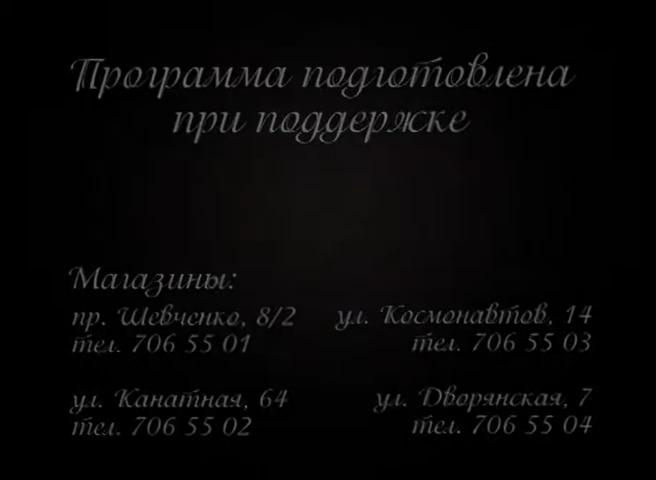 Программа подготовлена
при поддержке
Магазины:
пр. Шевченко, 8/2
тел. 706 55 01
ул. Космонавтов, 14
тел. 706 55 03
ул. Канатная, 64
тел. 706 55 02
ул. Дворянская, 7
тел. 706 55 04